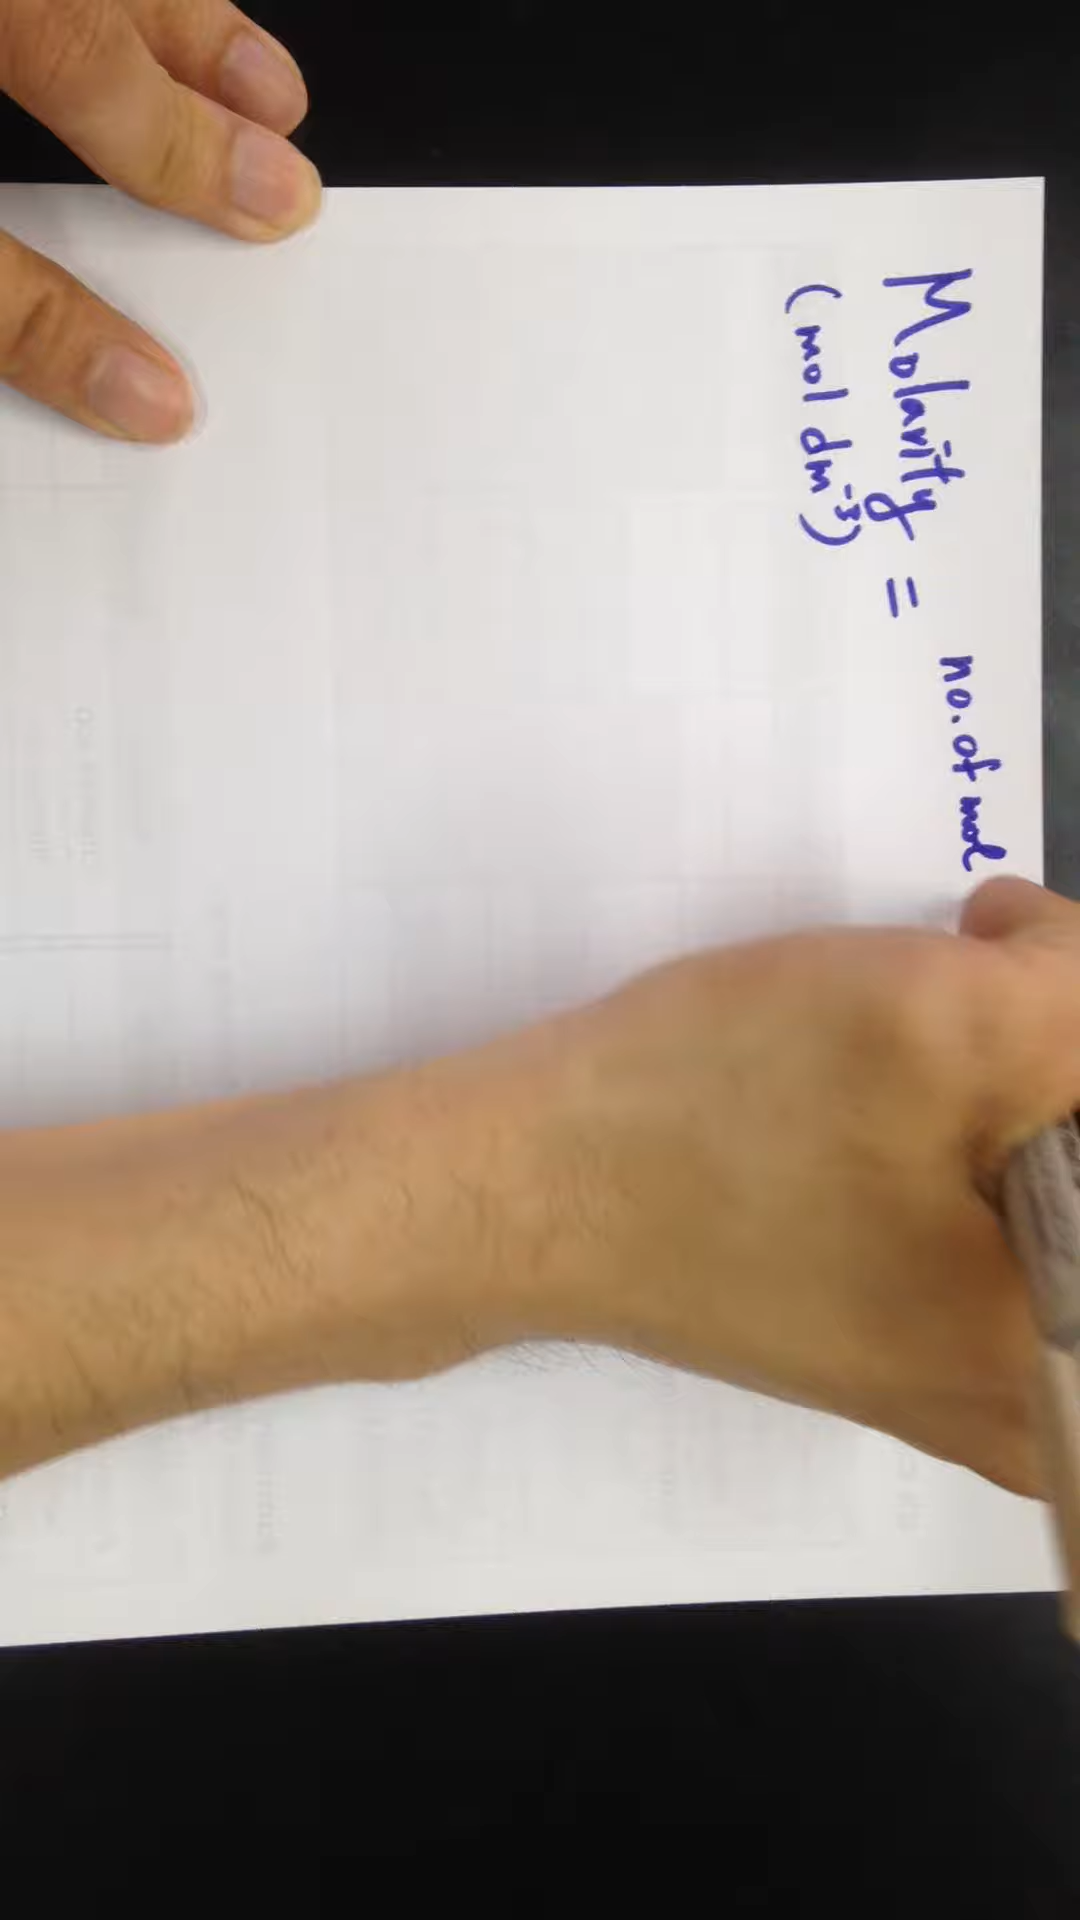 Molarity = no. of mol
(mol dm⁻³)